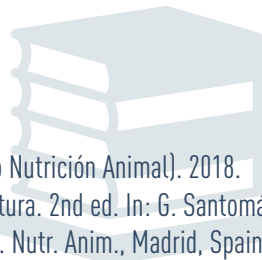 Nutrición Animal). 2018.
tura. 2nd ed. In: G. Santomá
. Nutr. Anim., Madrid, Spain